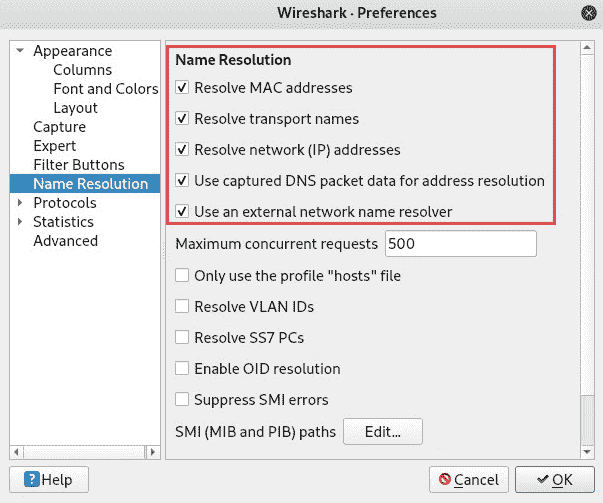 Wireshark · Preferences
Appearance
Columns
Font and Colors
Layout
Capture
Expert
Filter Buttons
Name Resolution
Protocols
Statistics
Advanced
Name Resolution
Resolve MAC addresses
Resolve transport names
Resolve network (IP) addresses
Use captured DNS packet data for address resolution
Use an external network name resolver
Maximum concurrent requests 500
Only use the profile "hosts" file
Resolve VLAN IDs
Resolve SS7 PCs
Enable OID resolution
Suppress SMI errors
SMI (MIB and PIB) paths Edit...
Help Cancel OK